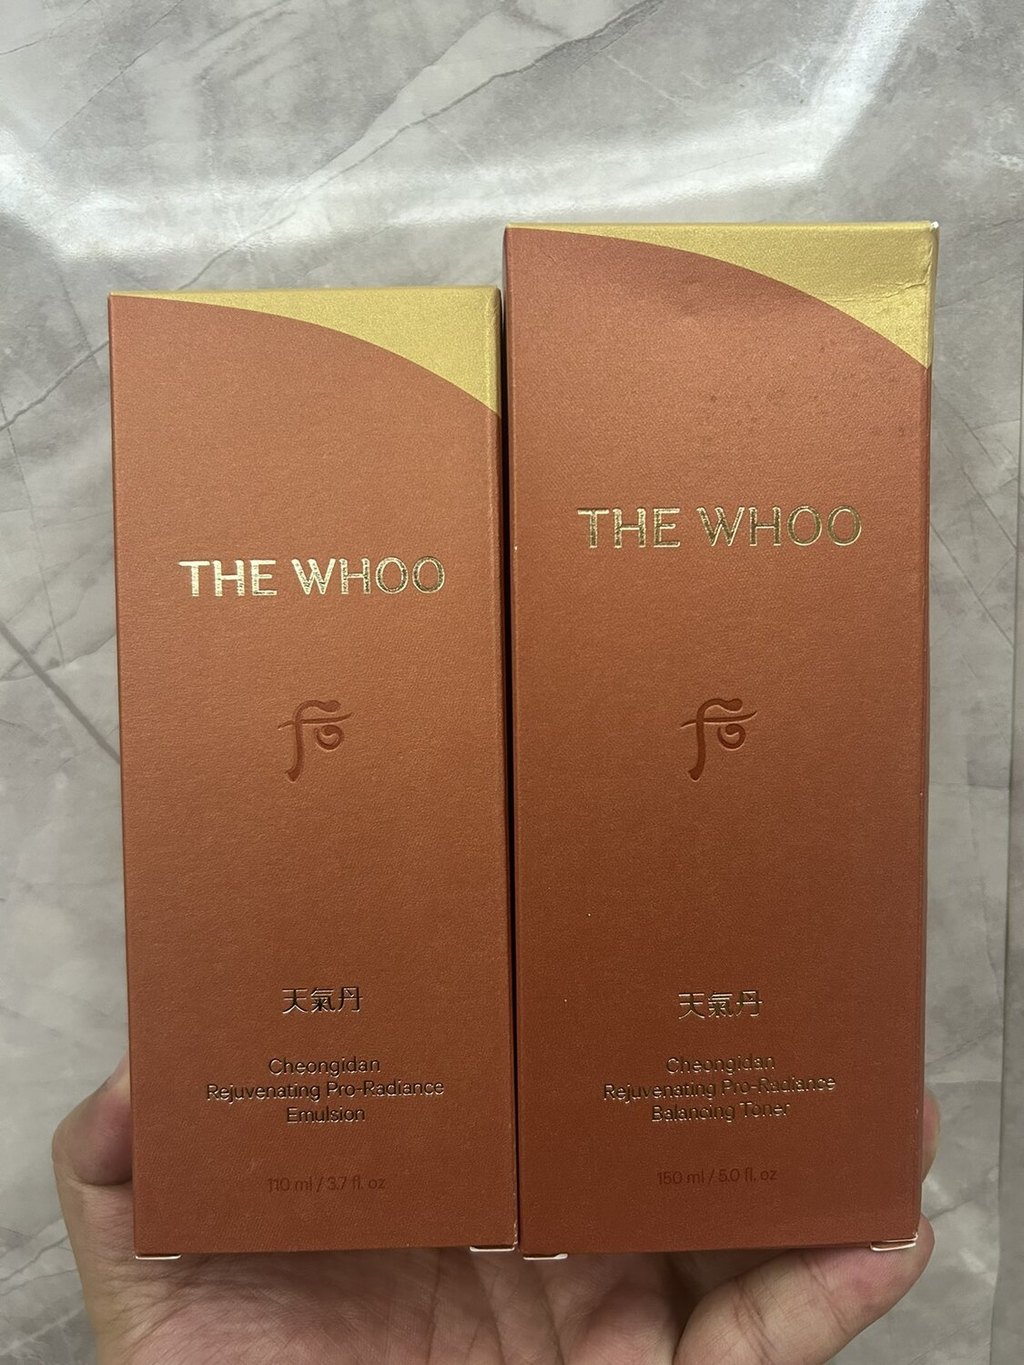 THE WHOO
天氣丹
Cheongidan
Rejuvenating Pro-Radiance
Emulsion
110 ml / 3.7 fl. oz
THE WHOO
天氣丹
Cheongidan
Rejuvenating Pro-Radiance
Balancing Toner
150 ml / 5.0 fl. oz